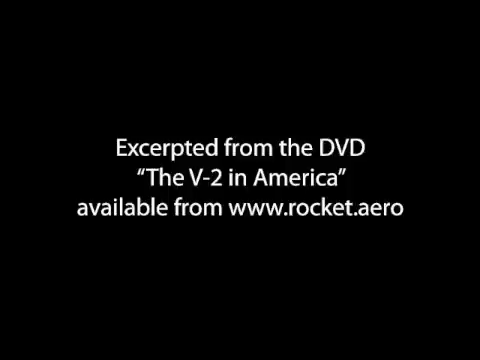 Excerpted from the DVD
“The V-2 in America”
available from www.rocket.aero